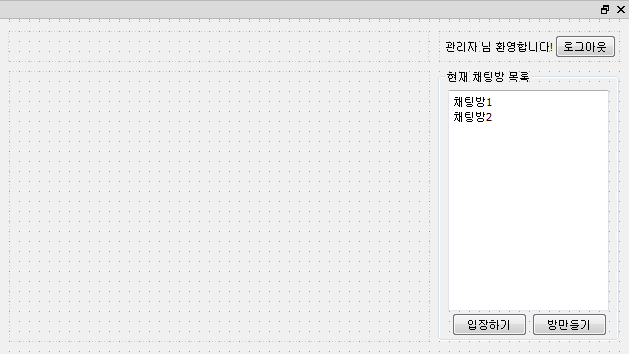 관리자 님 환영합니다! 로그아웃
현재 채팅방 목록
채팅방1
채팅방2
입장하기 방만들기